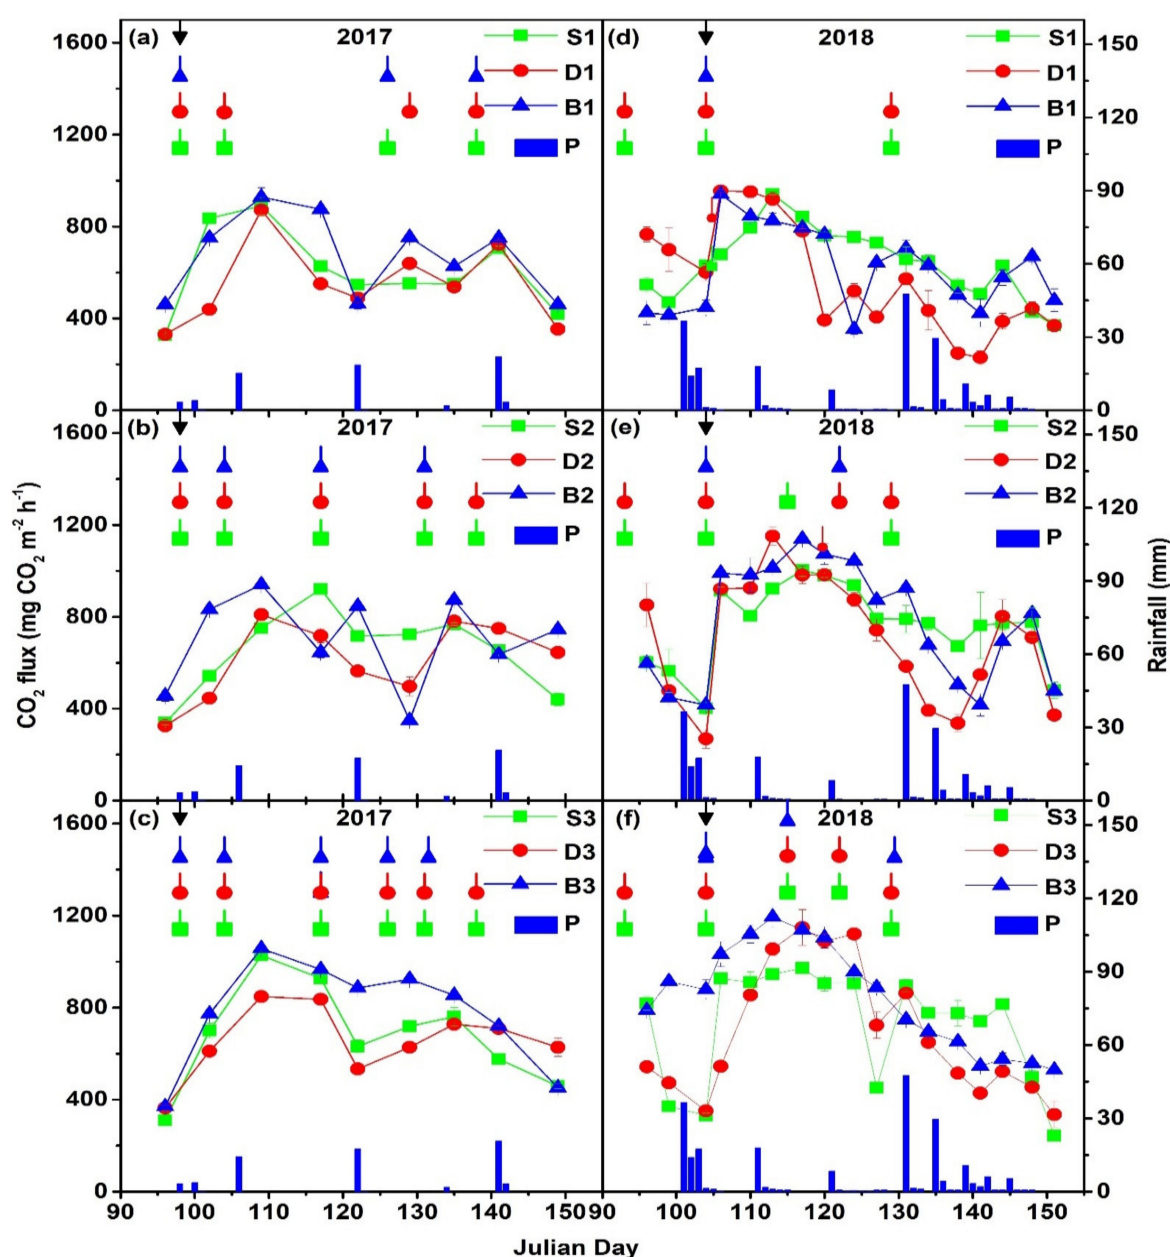 (a) 2017 S1 (d) 2018 S1
D1 D1
B1 B1
P P
1600 1200 800 400 0
150 120 90 60 30 0
(b) 2017 S2 (e) 2018 S2
D2 D2
B2 B2
P P
1600 1200 800 400 0
150 120 90 60 30 0
(c) 2017 S3 (f) 2018 S3
D3 D3
B3 B3
P P
1600 1200 800 400 0
150 120 90 60 30 0
90 100 110 120 130 140 150 90 100 110 120 130 140 150
CO₂ flux (mg CO₂ m⁻² h⁻¹)
Rainfall (mm)
Julian Day